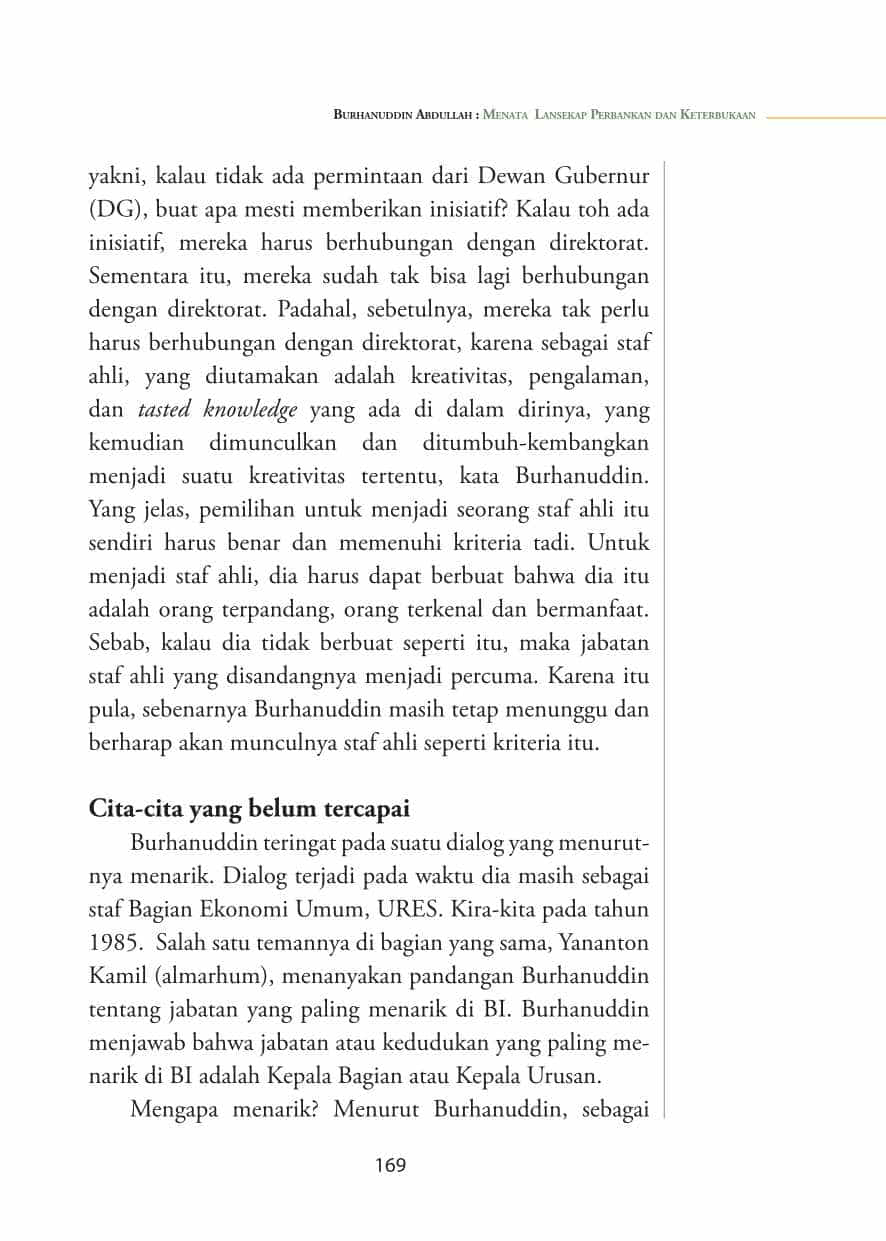 Burhanuddin Abdullah : Menata Lansekap Perbankan dan Keterbukaan
yakni, kalau tidak ada permintaan dari Dewan Gubernur
(DG), buat apa mesti memberikan inisiatif? Kalau toh ada
inisiatif, mereka harus berhubungan dengan direktorat.
Sementara itu, mereka sudah tak bisa lagi berhubungan
dengan direktorat. Padahal, sebetulnya, mereka tak perlu
harus berhubungan dengan direktorat, karena sebagai staf
ahli, yang diutamakan adalah kreativitas, pengalaman,
dan tasted knowledge yang ada di dalam dirinya, yang
kemudian dimunculkan dan ditumbuh-kembangkan
menjadi suatu kreativitas tertentu, kata Burhanuddin.
Yang jelas, pemilihan untuk menjadi seorang staf ahli itu
sendiri harus benar dan memenuhi kriteria tadi. Untuk
menjadi staf ahli, dia harus dapat berbuat bahwa dia itu
adalah orang terpandang, orang terkenal dan bermanfaat.
Sebab, kalau dia tidak berbuat seperti itu, maka jabatan
staf ahli yang disandangnya menjadi percuma. Karena itu
pula, sebenarnya Burhanuddin masih tetap menunggu dan
berharap akan munculnya staf ahli seperti kriteria itu.
Cita-cita yang belum tercapai
Burhanuddin teringat pada suatu dialog yang menurut-
nya menarik. Dialog terjadi pada waktu dia masih sebagai
staf Bagian Ekonomi Umum, URES. Kira-kita pada tahun
1985. Salah satu temannya di bagian yang sama, Yananton
Kamil (almarhum), menanyakan pandangan Burhanuddin
tentang jabatan yang paling menarik di BI. Burhanuddin
menjawab bahwa jabatan atau kedudukan yang paling me-
narik di BI adalah Kepala Bagian atau Kepala Urusan.
Mengapa menarik? Menurut Burhanuddin, sebagai
169